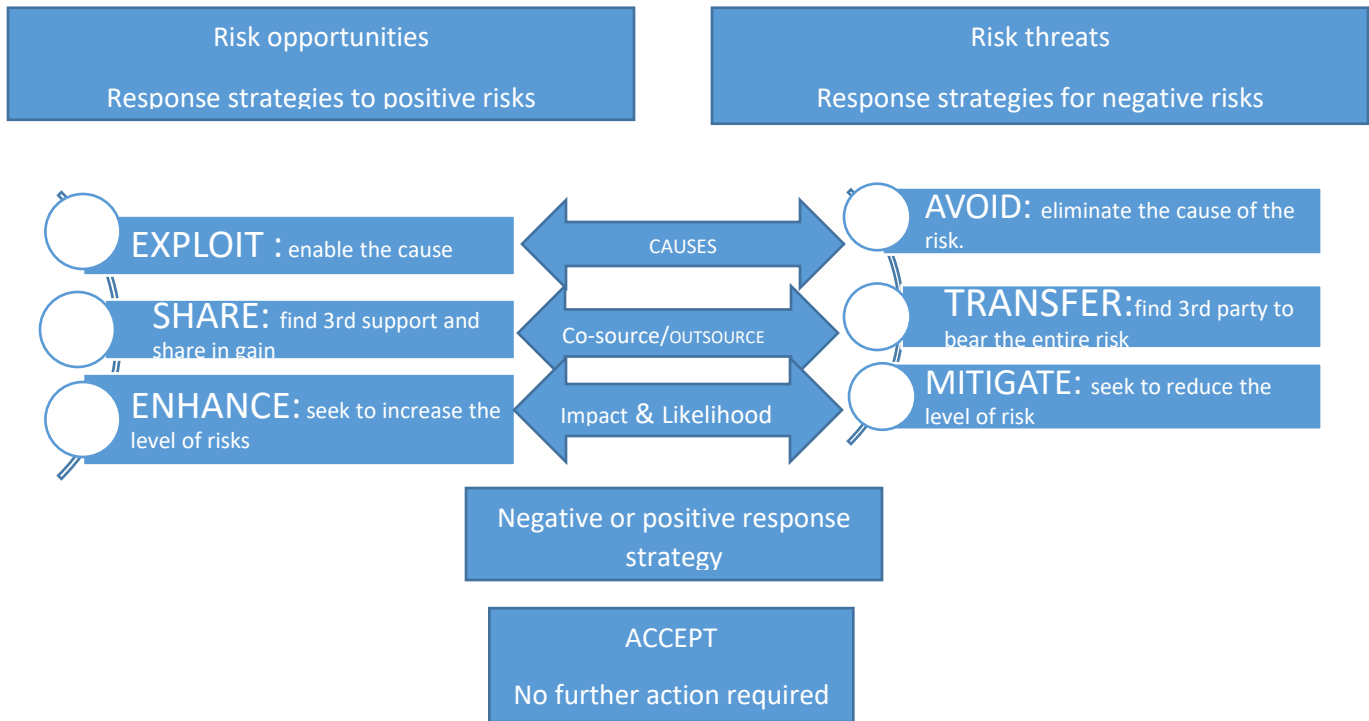 Risk opportunities
Response strategies to positive risks
Risk threats
Response strategies for negative risks
EXPLOIT : enable the cause
SHARE: find 3rd support and
share in gain
ENHANCE: seek to increase the
level of risks
CAUSES
Co-source/OUTSOURCE
Impact & Likelihood
AVOID: eliminate the cause of the
risk.
TRANSFER:find 3rd party to
bear the entire risk
MITIGATE: seek to reduce the
level of risk
Negative or positive response
strategy
ACCEPT
No further action required